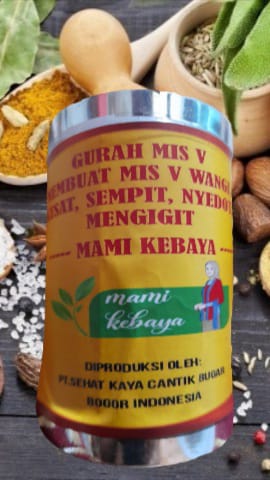 GURAH MIS V
MEMBUAT MIS V WANGI
SEMPIT, NYEDOT
MENGIGIT
MAMI KEBAYA
mami
kebaya
DIPRODUKSI OLEH:
PT.SEHAT KAYA CANTIK BUGAR
BOGOR INDONESIA